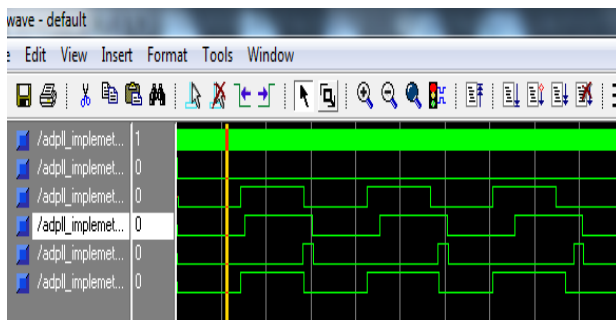 wave - default
Edit View Insert Format Tools Window
/adpll_implemet... 1
/adpll_implemet... 0
/adpll_implemet... 0
/adpll_implemet... 0
/adpll_implemet... 0
/adpll_implemet... 0